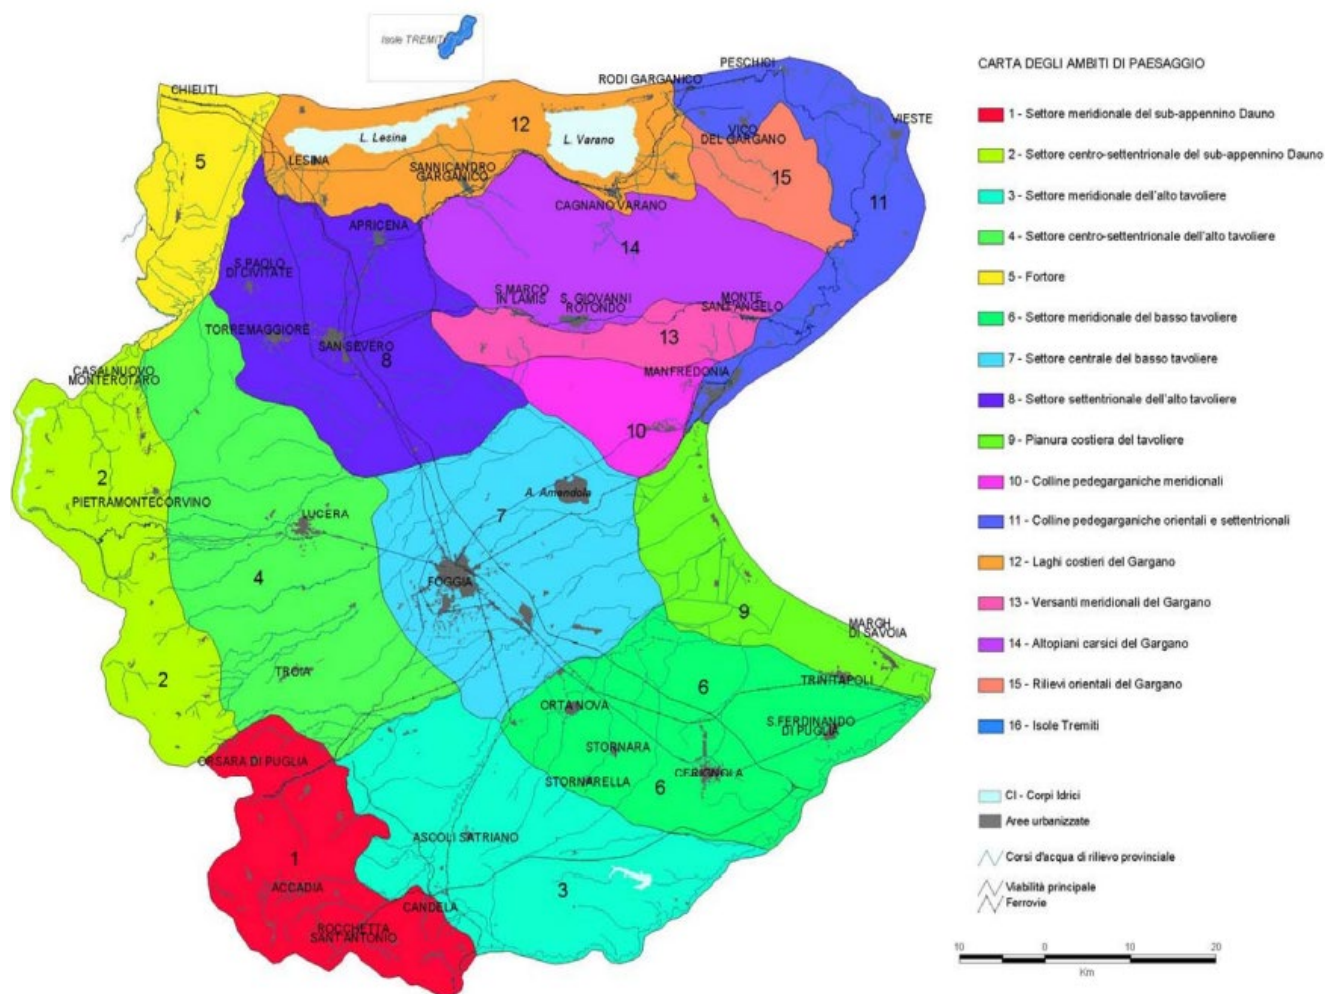 Isole TREMITI
PESCHICI
RODI GARGANICO
CHIEUTI
12
VIESTE
L. Lesina
L. Varano
VICO
DEL GARGANO
LESINA
5
SANNICANDRO
GARGANICO
15
CAGNANO VARANO
11
APRICENA
14
S.PAOLO
DI CIVITATE
S.MARCO
IN LAMIS
S. GIOVANNI
ROTONDO
MONTE
SANT'ANGELO
TORREMAGGIORE
SAN SEVERO
13
8
CASALNUOVO
MONTEROTARO
MANFREDONIA
10
2
PIETRAMONTECORVINO
A. Amendola
LUCERA
7
4
FOGGIA
9
MARGH.
DI SAVOIA
TROIA
2
6
TRINITAPOLI
ORTA NOVA
S.FERDINANDO
DI PUGLIA
STORNARA
ORSARA DI PUGLIA
STORNARELLA
CERIGNOLA
6
ASCOLI SATRIANO
1
ACCADIA
3
CANDELA
ROCCHETTA
SANT'ANTONIO
CARTA DEGLI AMBITI DI PAESAGGIO
1 - Settore meridionale del sub-appennino Dauno
2 - Settore centro-settentrionale del sub-appennino Dauno
3 - Settore meridionale dell'alto tavoliere
4 - Settore centro-settentrionale dell'alto tavoliere
5 - Fortore
6 - Settore meridionale del basso tavoliere
7 - Settore centrale del basso tavoliere
8 - Settore settentrionale dell'alto tavoliere
9 - Pianura costiera del tavoliere
10 - Colline pedegarganiche meridionali
11 - Colline pedegarganiche orientali e settentrionali
12 - Laghi costieri del Gargano
13 - Versanti meridionali del Gargano
14 - Altopiani carsici del Gargano
15 - Rilievi orientali del Gargano
16 - Isole Tremiti
CI - Corpi Idrici
Aree urbanizzate
Corsi d'acqua di rilievo provinciale
Viabilità principale
Ferrovie
10 0 10 20
Km